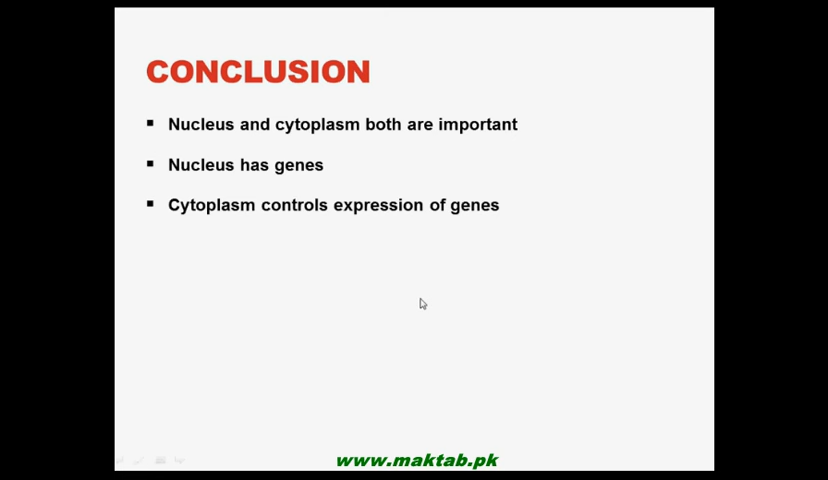 CONCLUSION
Nucleus and cytoplasm both are important
Nucleus has genes
Cytoplasm controls expression of genes
www.maktab.pk